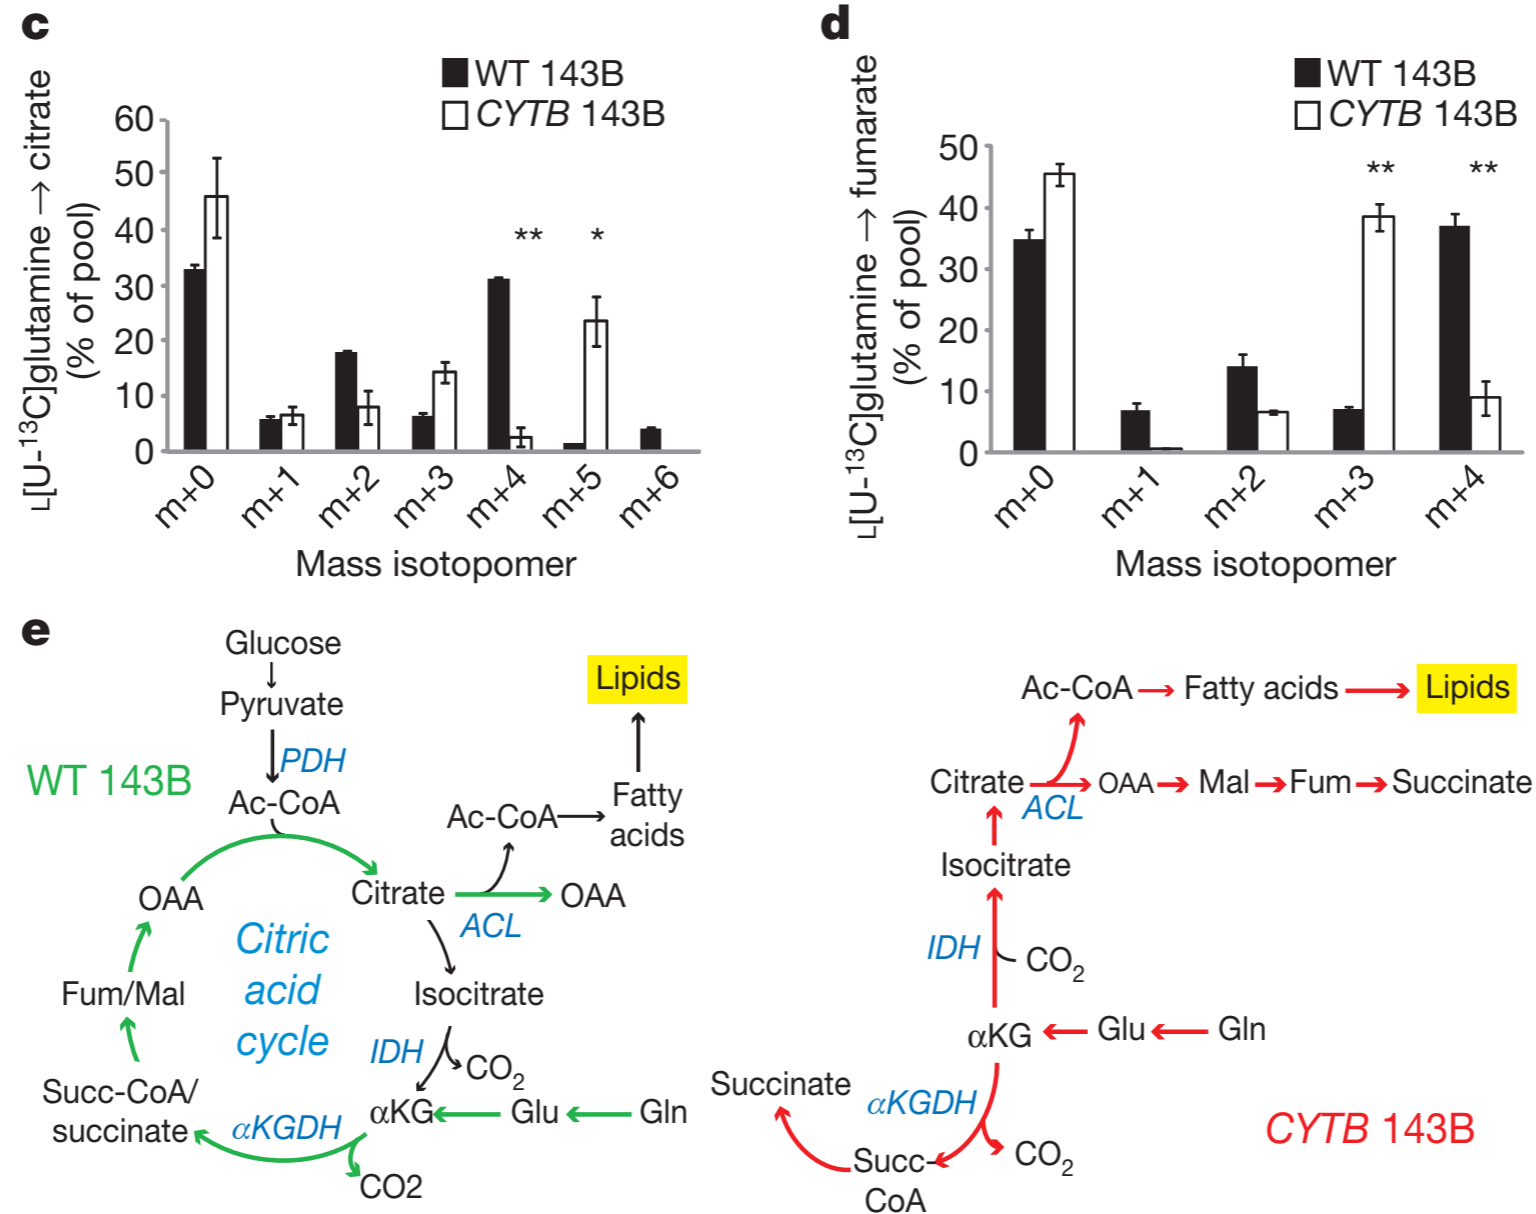 c
WT 143B
CYTB 143B
L[U-¹³C]glutamine → citrate
(% of pool)
60
50
40
30
20
10
0
** *
m+0 m+1 m+2 m+3 m+4 m+5 m+6
Mass isotopomer
d
WT 143B
CYTB 143B
L[U-¹³C]glutamine → fumarate
(% of pool)
50
40
30
20
10
0
** **
m+0 m+1 m+2 m+3 m+4
Mass isotopomer
e
WT 143B
Glucose
Pyruvate
PDH
Ac-CoA
OAA
Citrate
ACL
OAA
Ac-CoA
Fatty
acids
Lipids
Citric
acid
cycle
Fum/Mal
Isocitrate
IDH
CO₂
Succ-CoA/
succinate
αKGDH
αKG
Glu
Gln
CO2
Ac-CoA
Fatty acids
Lipids
Citrate
ACL
OAA
Mal
Fum
Succinate
Isocitrate
IDH
CO₂
αKG
Glu
Gln
Succinate
αKGDH
CO₂
Succ-
CoA
CYTB 143B